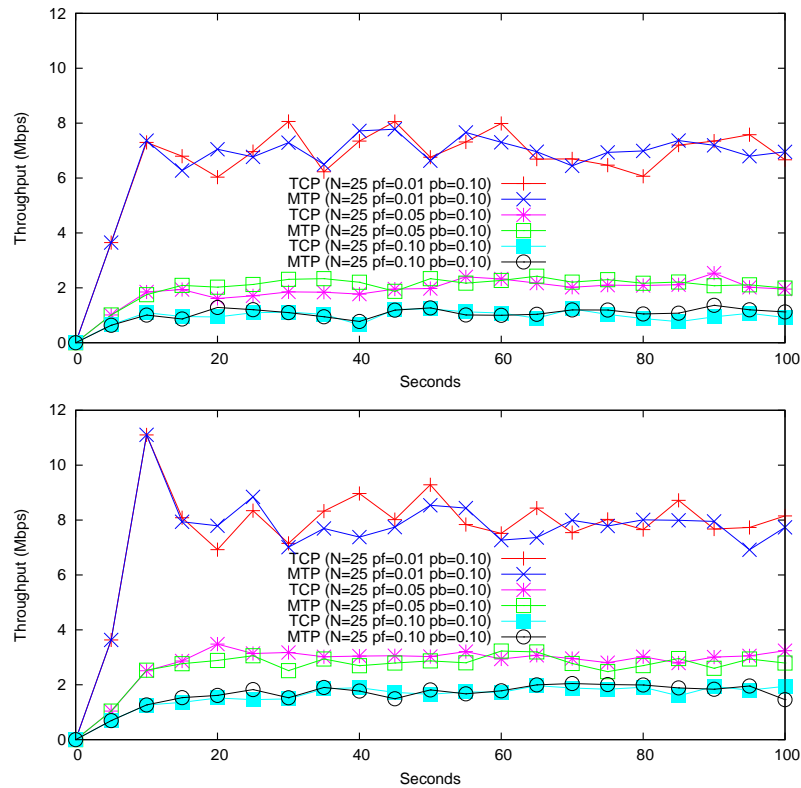 12
10
8
6
4
2
0
Throughput (Mbps)
TCP (N=25 pf=0.01 pb=0.10)
MTP (N=25 pf=0.01 pb=0.10)
TCP (N=25 pf=0.05 pb=0.10)
MTP (N=25 pf=0.05 pb=0.10)
TCP (N=25 pf=0.10 pb=0.10)
MTP (N=25 pf=0.10 pb=0.10)
0 20 40 60 80 100
Seconds
12
10
8
6
4
2
0
Throughput (Mbps)
TCP (N=25 pf=0.01 pb=0.10)
MTP (N=25 pf=0.01 pb=0.10)
TCP (N=25 pf=0.05 pb=0.10)
MTP (N=25 pf=0.05 pb=0.10)
TCP (N=25 pf=0.10 pb=0.10)
MTP (N=25 pf=0.10 pb=0.10)
0 20 40 60 80 100
Seconds